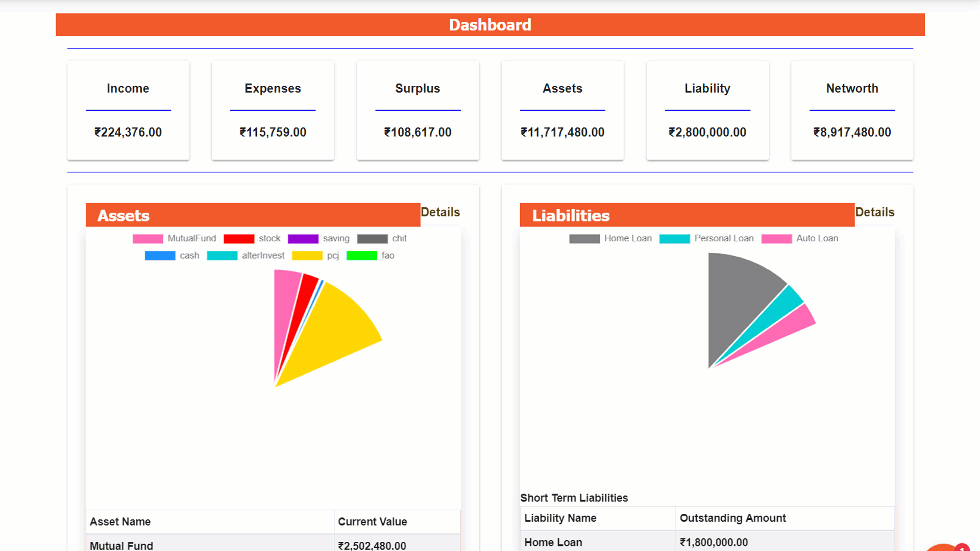 Dashboard
Income
Expenses
Surplus
Assets
Liability
Networth
₹224,376.00
₹115,759.00
₹108,617.00
₹11,717,480.00
₹2,800,000.00
₹8,917,480.00
Assets
Details
MutualFund
stock
saving
chit
cash
alterInvest
pcj
fao
Asset Name
Current Value
Mutual Fund
₹2,502,480.00
Liabilities
Details
Home Loan
Personal Loan
Auto Loan
Short Term Liabilities
Liability Name
Outstanding Amount
Home Loan
₹1,800,000.00